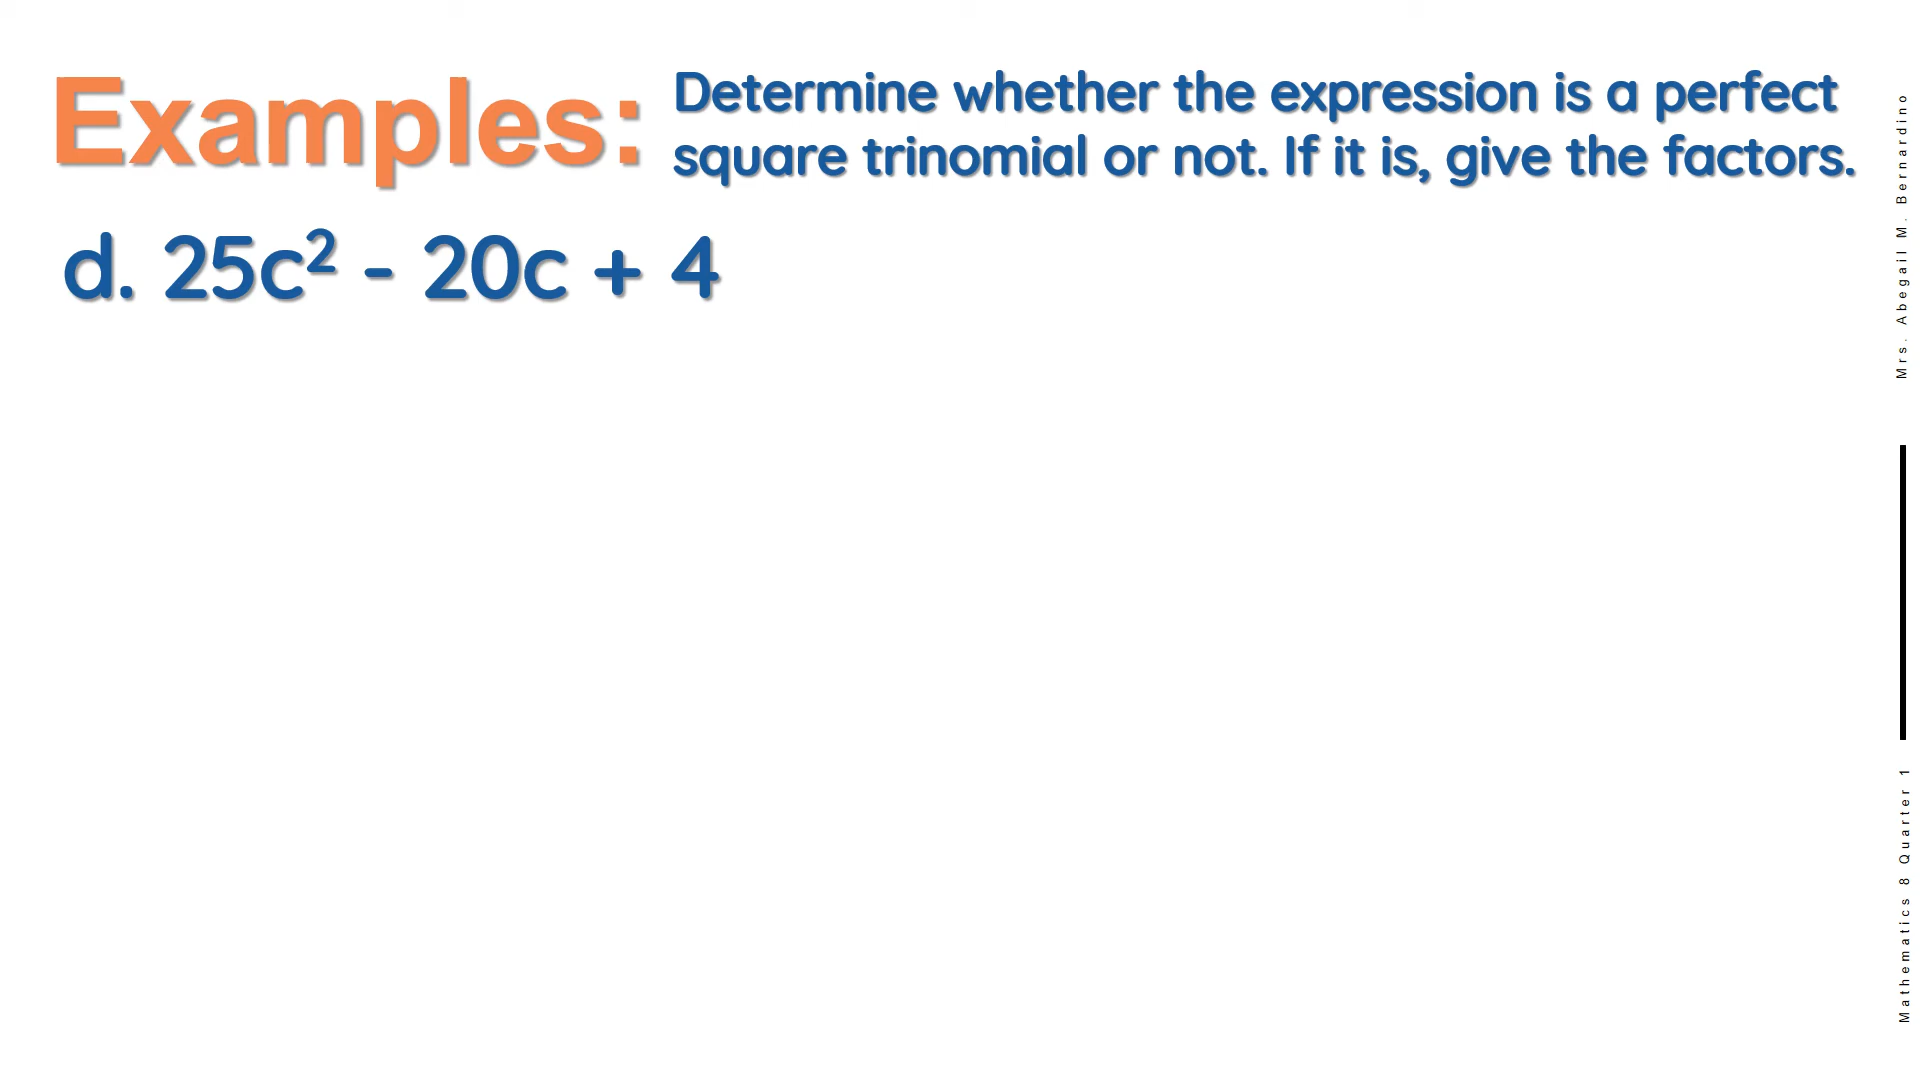 Examples:
Determine whether the expression is a perfect
square trinomial or not. If it is, give the factors.
d. 25c² - 20c + 4
Mrs. Abegail M. Bernardino
Mathematics 8 Quarter 1